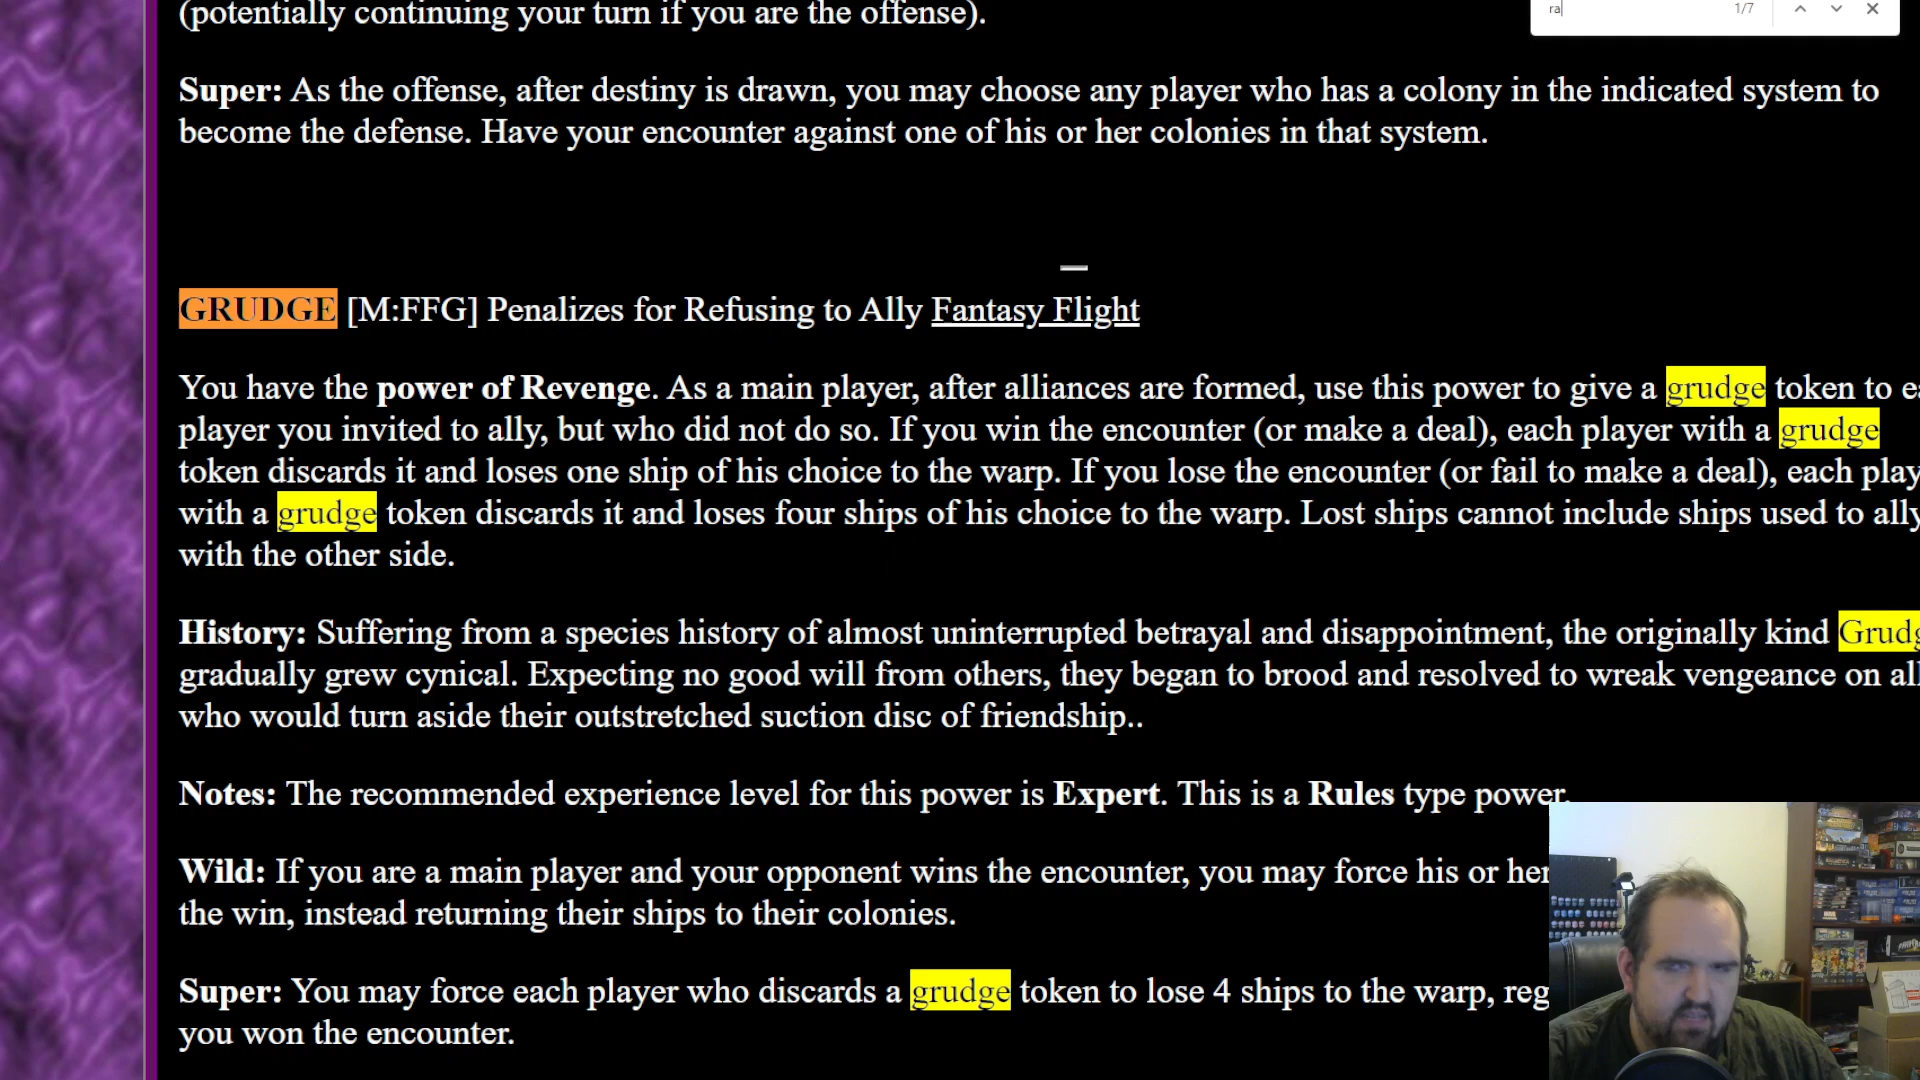 (potentially continuing your turn if you are the offense).
ra
1/7
Super: As the offense, after destiny is drawn, you may choose any player who has a colony in the indicated system to
become the defense. Have your encounter against one of his or her colonies in that system.
GRUDGE [M:FFG] Penalizes for Refusing to Ally Fantasy Flight
You have the power of Revenge. As a main player, after alliances are formed, use this power to give a grudge token to ea
player you invited to ally, but who did not do so. If you win the encounter (or make a deal), each player with a grudge
token discards it and loses one ship of his choice to the warp. If you lose the encounter (or fail to make a deal), each play
with a grudge token discards it and loses four ships of his choice to the warp. Lost ships cannot include ships used to ally
with the other side.
History: Suffering from a species history of almost uninterrupted betrayal and disappointment, the originally kind Grudg
gradually grew cynical. Expecting no good will from others, they began to brood and resolved to wreak vengeance on all
who would turn aside their outstretched suction disc of friendship..
Notes: The recommended experience level for this power is Expert. This is a Rules type power.
Wild: If you are a main player and your opponent wins the encounter, you may force his or her
the win, instead returning their ships to their colonies.
Super: You may force each player who discards a grudge token to lose 4 ships to the warp, reg
you won the encounter.